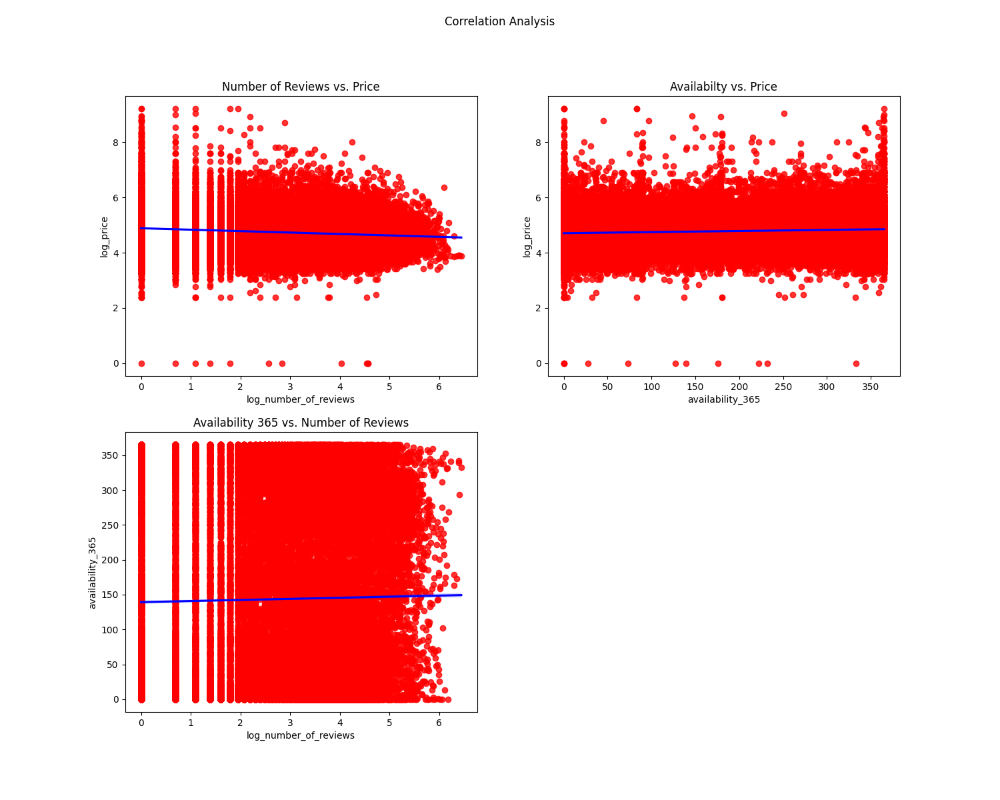 Correlation Analysis
Number of Reviews vs. Price
log_price
8
6
4
2
0
0 1 2 3 4 5 6
log_number_of_reviews
Availabilty vs. Price
log_price
8
6
4
2
0
0 50 100 150 200 250 300 350
availability_365
Availability 365 vs. Number of Reviews
availability_365
350
300
250
200
150
100
50
0
0 1 2 3 4 5 6
log_number_of_reviews